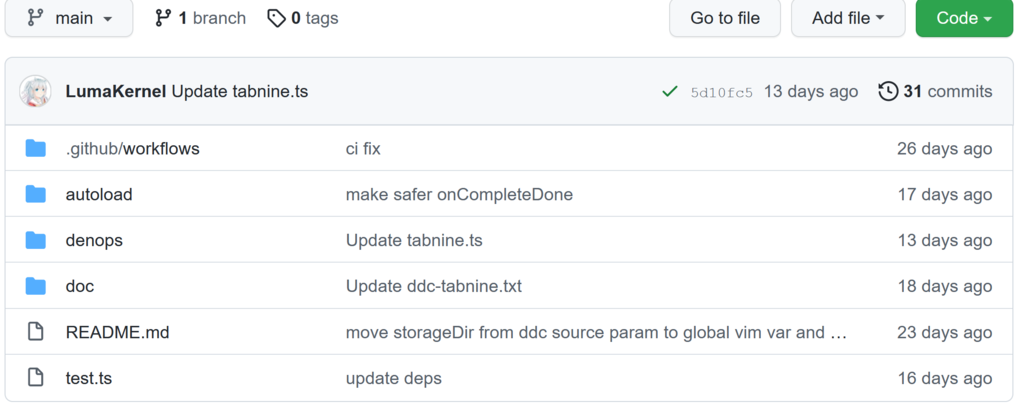 main 1 branch 0 tags Go to file Add file Code
LumaKernel Update tabnine.ts 5d10fc5 13 days ago 31 commits
.github/workflows ci fix 26 days ago
autoload make safer onCompleteDone 17 days ago
denops Update tabnine.ts 13 days ago
doc Update ddc-tabnine.txt 18 days ago
README.md move storageDir from ddc source param to global vim var and … 23 days ago
test.ts update deps 16 days ago